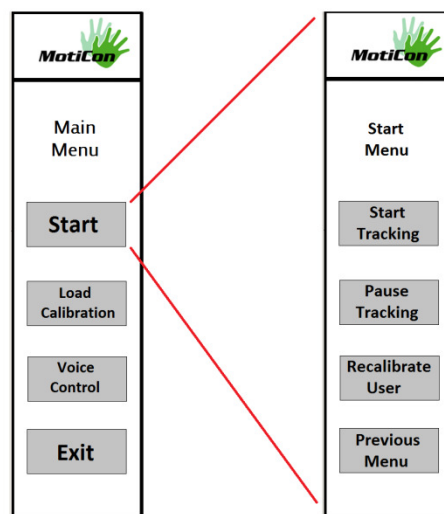 MotiCon
Main
Menu
Start
Load
Calibration
Voice
Control
Exit
MotiCon
Start
Menu
Start
Tracking
Pause
Tracking
Recalibrate
User
Previous
Menu